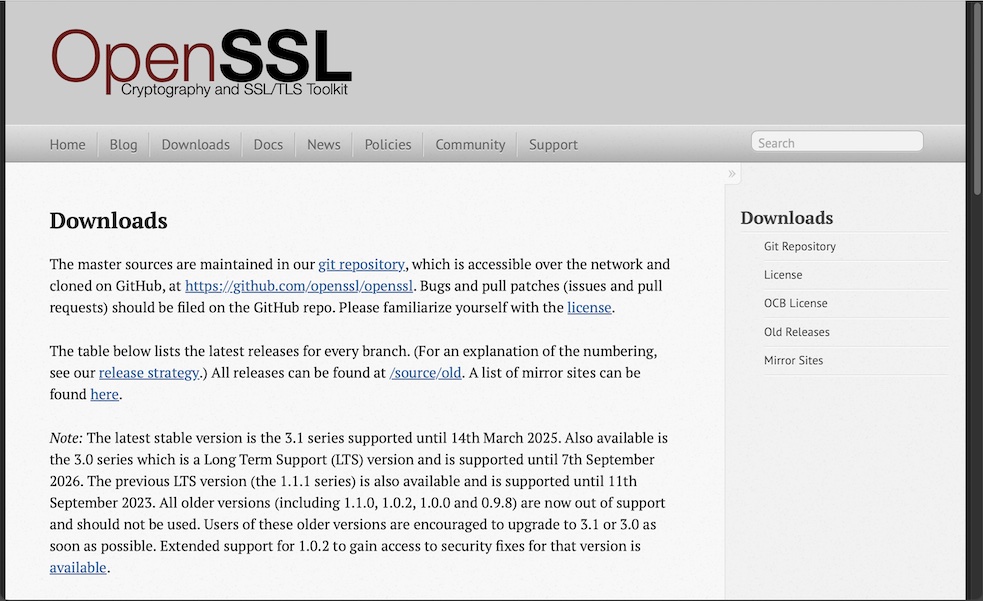 OpenSSL
Cryptography and SSL/TLS Toolkit
Home Blog Downloads Docs News Policies Community Support Search
»
Downloads
The master sources are maintained in our git repository, which is accessible over the network and
cloned on GitHub, at https://github.com/openssl/openssl. Bugs and pull patches (issues and pull
requests) should be filed on the GitHub repo. Please familiarize yourself with the license.
The table below lists the latest releases for every branch. (For an explanation of the numbering,
see our release strategy.) All releases can be found at /source/old. A list of mirror sites can be
found here.
Note: The latest stable version is the 3.1 series supported until 14th March 2025. Also available is
the 3.0 series which is a Long Term Support (LTS) version and is supported until 7th September
2026. The previous LTS version (the 1.1.1 series) is also available and is supported until 11th
September 2023. All older versions (including 1.1.0, 1.0.2, 1.0.0 and 0.9.8) are now out of support
and should not be used. Users of these older versions are encouraged to upgrade to 3.1 or 3.0 as
soon as possible. Extended support for 1.0.2 to gain access to security fixes for that version is
available.
Downloads
Git Repository
License
OCB License
Old Releases
Mirror Sites